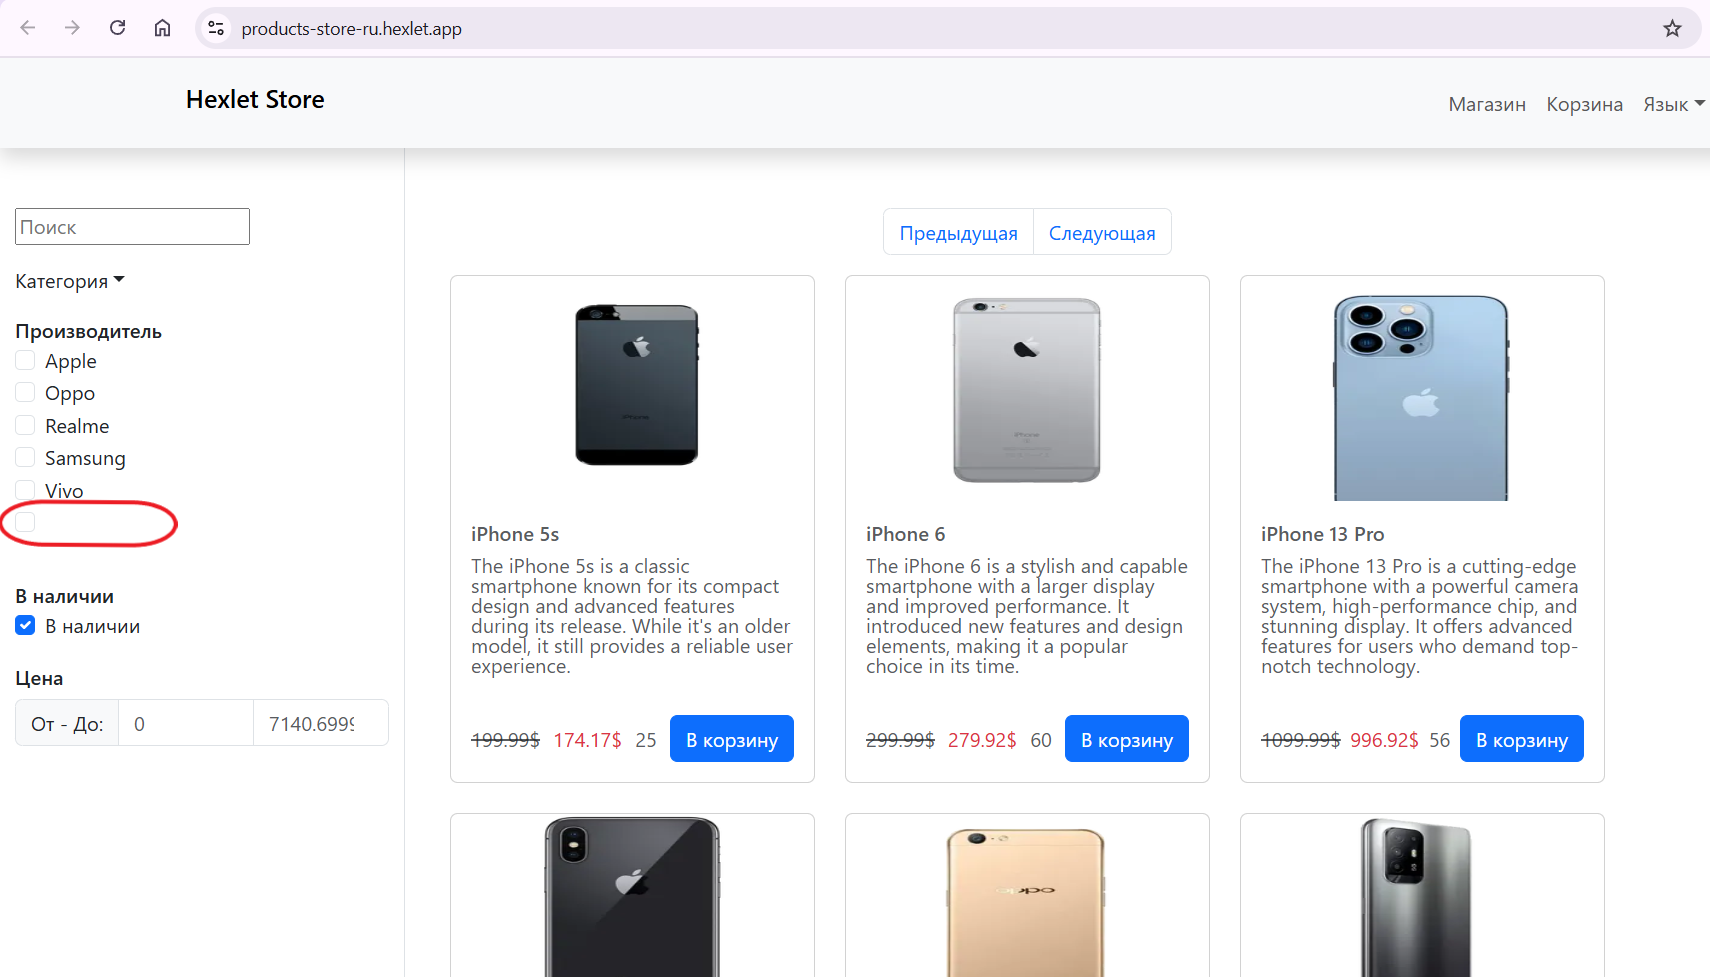 products-store-ru.hexlet.app
Hexlet Store
Магазин Корзина Язык
Поиск
Категория
Производитель
Apple
Oppo
Realme
Samsung
Vivo
В наличии
В наличии
Цена
От - До: 0 7140.699
Предыдущая Следующая
iPhone 5s
The iPhone 5s is a classic
smartphone known for its compact
design and advanced features
during its release. While it's an older
model, it still provides a reliable user
experience.
199.99$ 174.17$ 25 В корзину
iPhone 6
The iPhone 6 is a stylish and capable
smartphone with a larger display
and improved performance. It
introduced new features and design
elements, making it a popular
choice in its time.
299.99$ 279.92$ 60 В корзину
iPhone 13 Pro
The iPhone 13 Pro is a cutting-edge
smartphone with a powerful camera
system, high-performance chip, and
stunning display. It offers advanced
features for users who demand top-
notch technology.
1099.99$ 996.92$ 56 В корзину
oppo